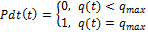 Pdt(t) = {0, q(t) < q_max
1, q(t) = q_max